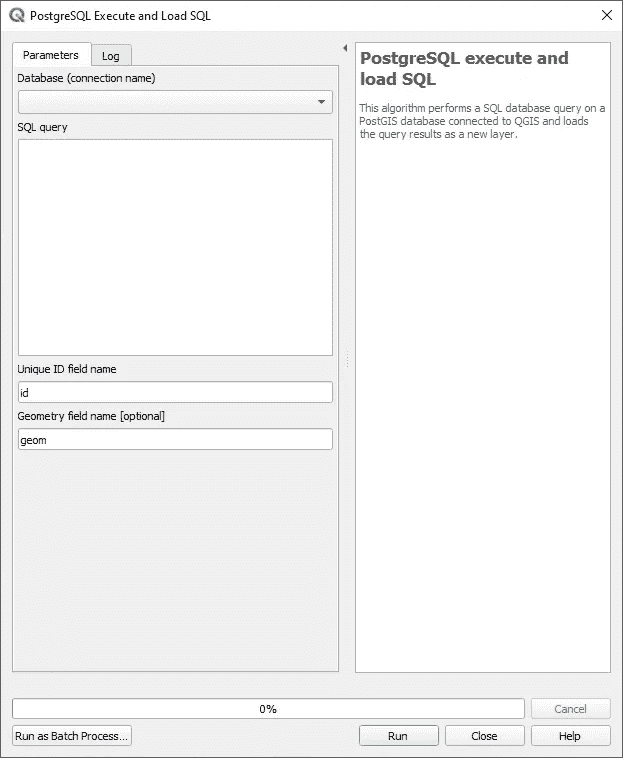 PostgreSQL Execute and Load SQL
Parameters
Log
Database (connection name)
SQL query
Unique ID field name
id
Geometry field name [optional]
geom
PostgreSQL execute and
load SQL
This algorithm performs a SQL database query on a
PostGIS database connected to QGIS and loads
the query results as a new layer.
0%
Cancel
Run as Batch Process...
Run
Close
Help